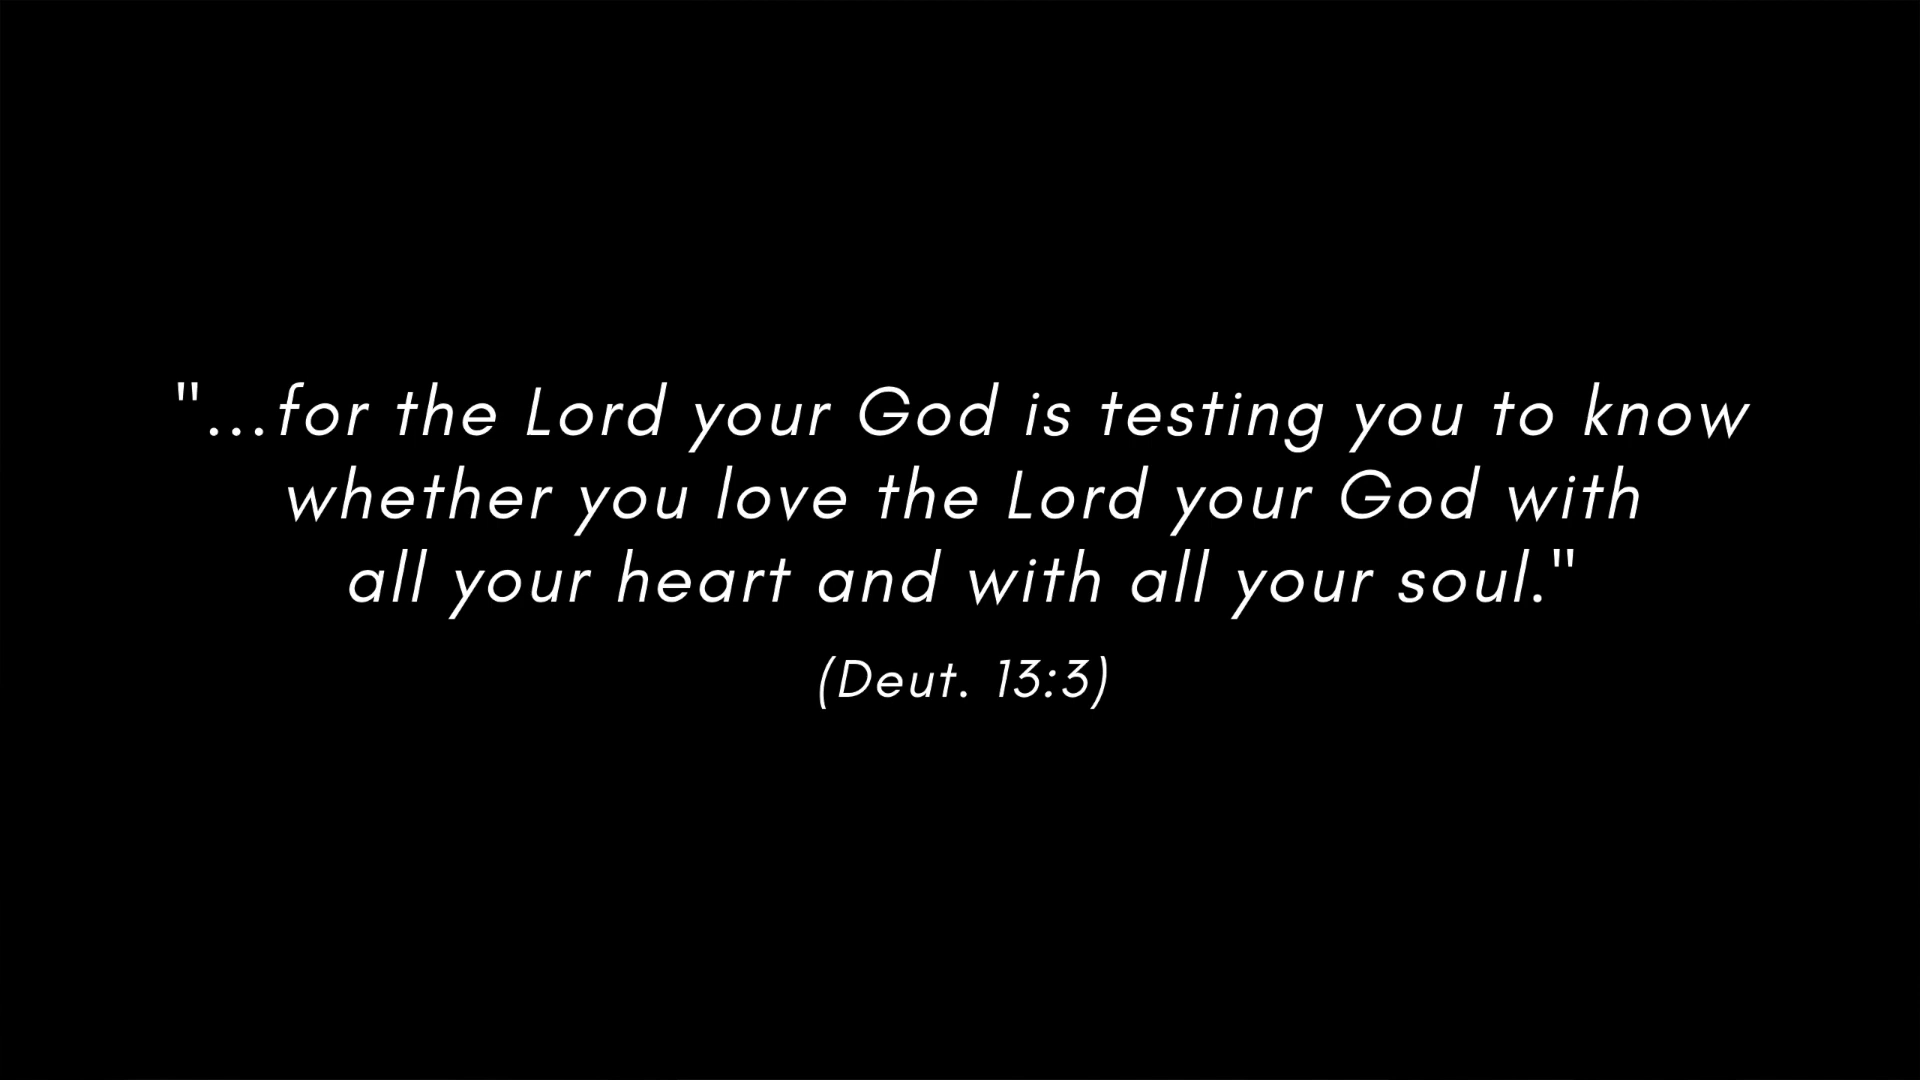 "...for the Lord your God is testing you to know
whether you love the Lord your God with
all your heart and with all your soul."
(Deut. 13:3)